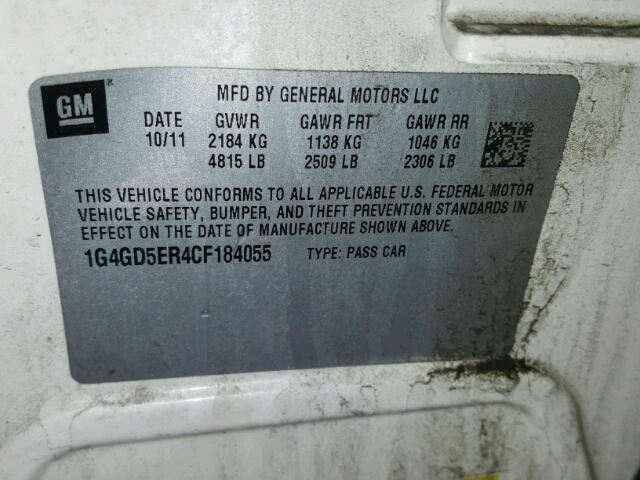 GM
MFD BY GENERAL MOTORS LLC
DATE GVWR GAWR FRT GAWR RR
10/11 2184 KG 1138 KG 1046 KG
4815 LB 2509 LB 2306 LB
THIS VEHICLE CONFORMS TO ALL APPLICABLE U.S. FEDERAL MOTOR
VEHICLE SAFETY, BUMPER, AND THEFT PREVENTION STANDARDS IN
EFFECT ON THE DATE OF MANUFACTURE SHOWN ABOVE.
1G4GD5ER4CF184055 TYPE: PASS CAR